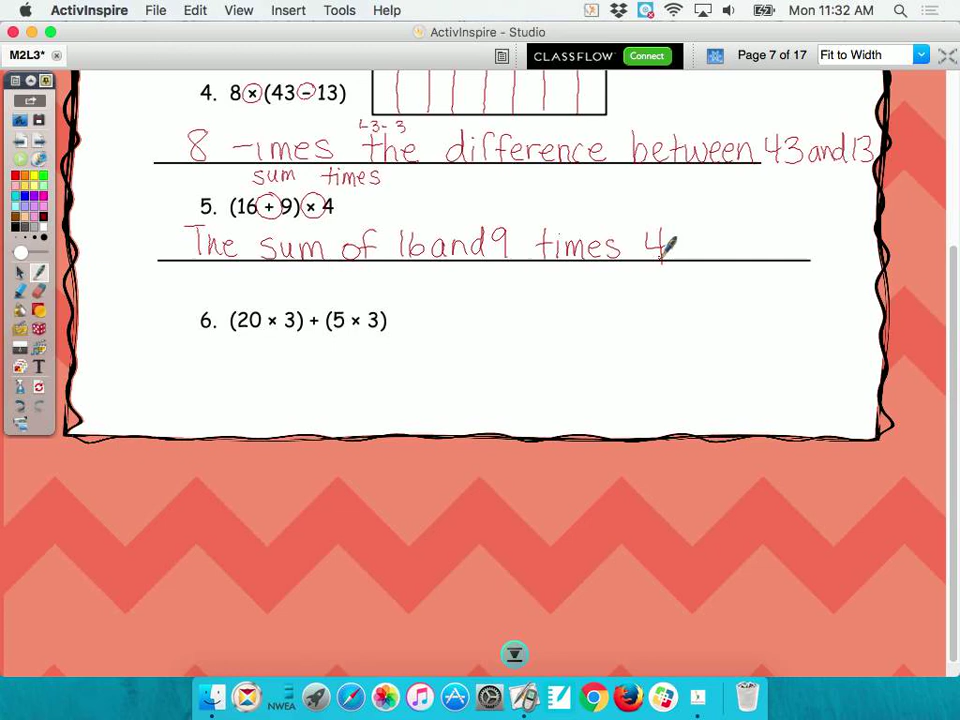 ActivInspire File Edit View Insert Tools Help Mon 11:32 AM
ActivInspire - Studio
M2L3* CLASSFLOW Connect Page 7 of 17 Fit to Width
4. 8 × (43 - 13)
8 times the difference between 43 and 13
sum times
5. (16 + 9) × 4
The sum of 16 and 9 times 4
6. (20 × 3) + (5 × 3)
NWEA